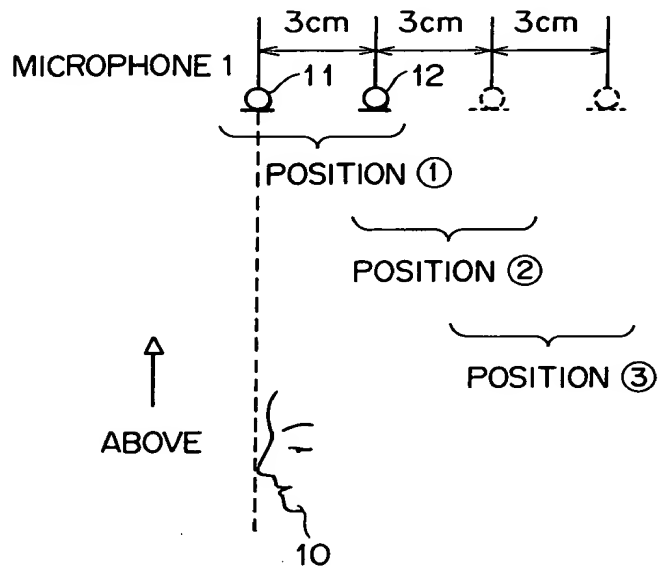 3cm 3cm 3cm
MICROPHONE 1 11 12
POSITION ①
POSITION ②
POSITION ③
ABOVE
10